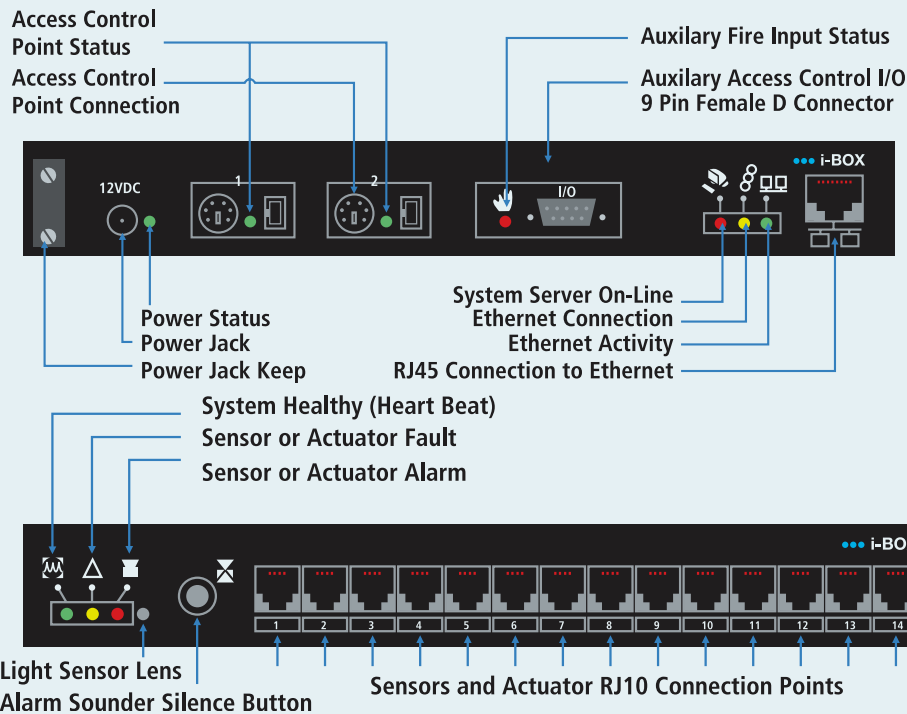 Access Control
Point Status
Access Control
Point Connection
Auxilary Fire Input Status
Auxilary Access Control I/O
9 Pin Female D Connector
i-BOX
12VDC
1
2
I/O
System Server On-Line
Ethernet Connection
Ethernet Activity
RJ45 Connection to Ethernet
Power Status
Power Jack
Power Jack Keep
System Healthy (Heart Beat)
Sensor or Actuator Fault
Sensor or Actuator Alarm
i-BO
1 2 3 4 5 6 7 8 9 10 11 12 13 14
Light Sensor Lens
Alarm Sounder Silence Button
Sensors and Actuator RJ10 Connection Points